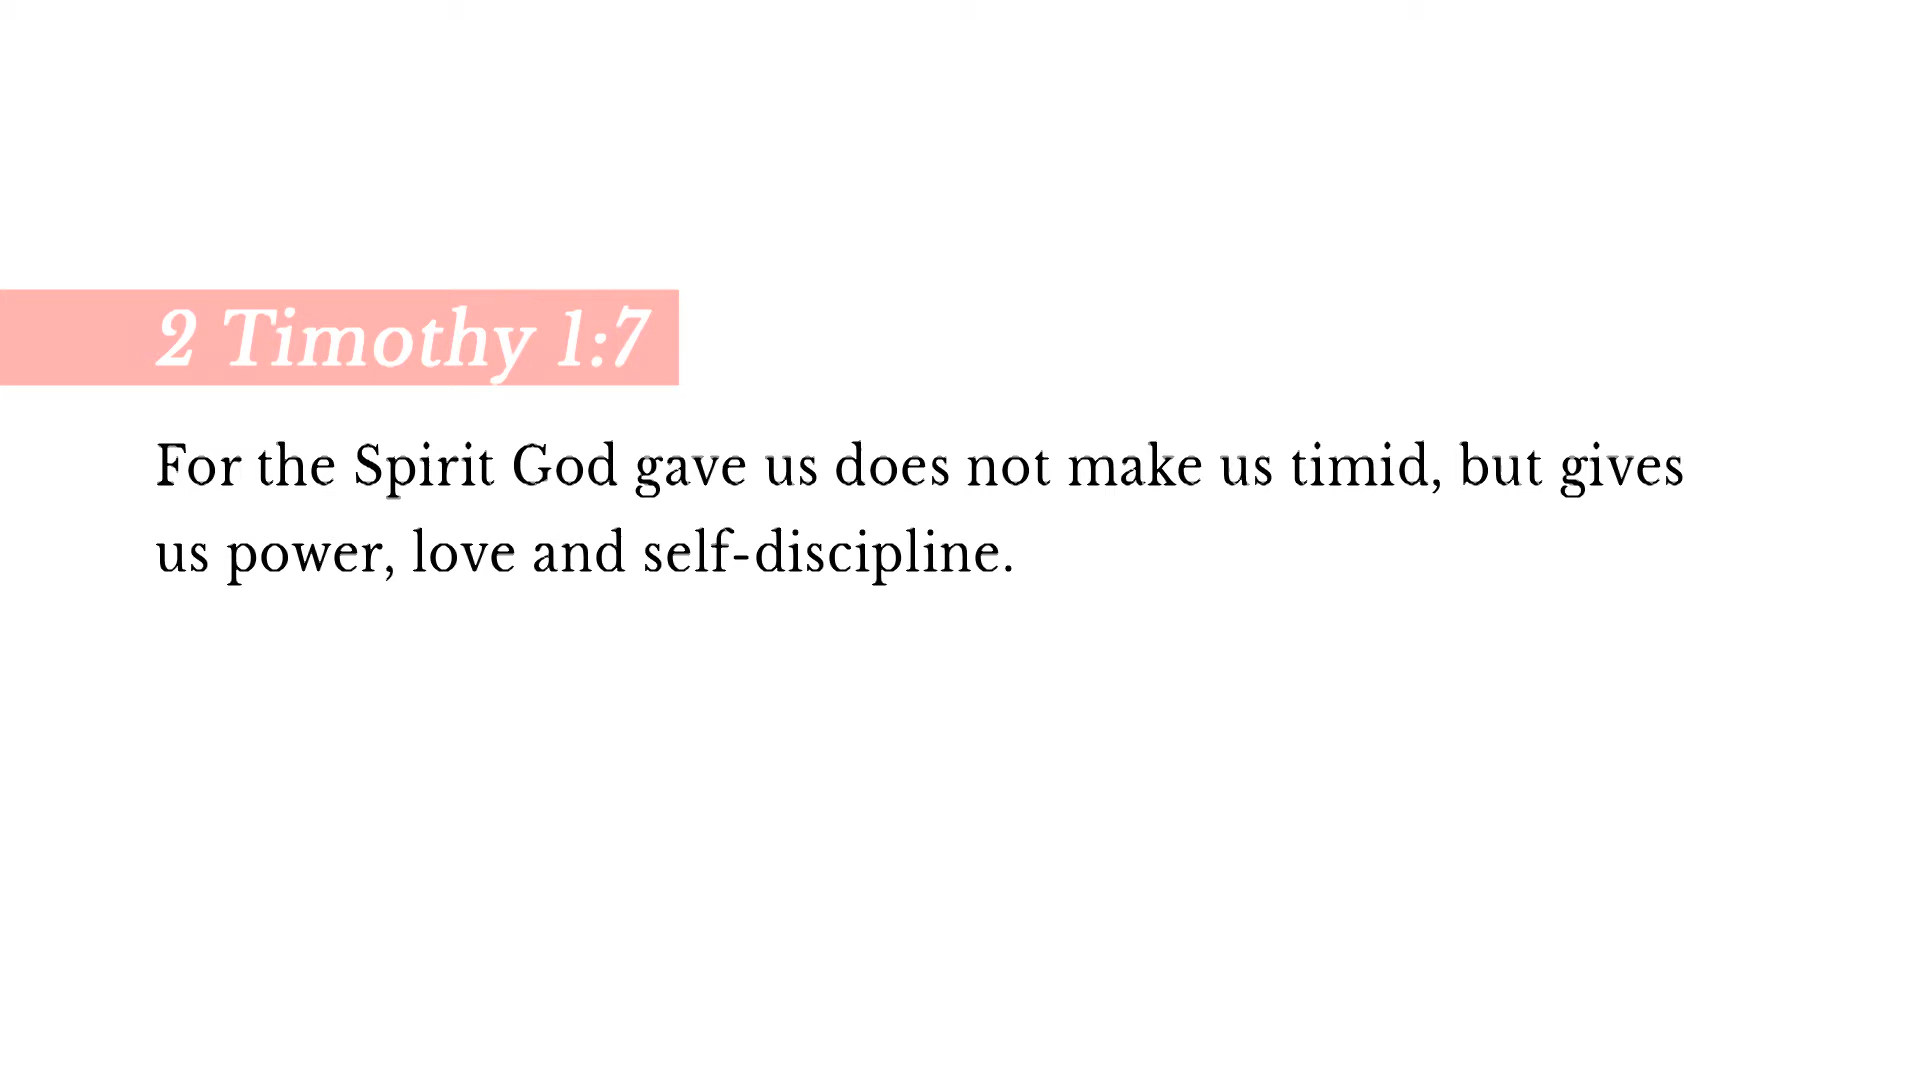 2 Timothy 1:7
For the Spirit God gave us does not make us timid, but gives
us power, love and self-discipline.